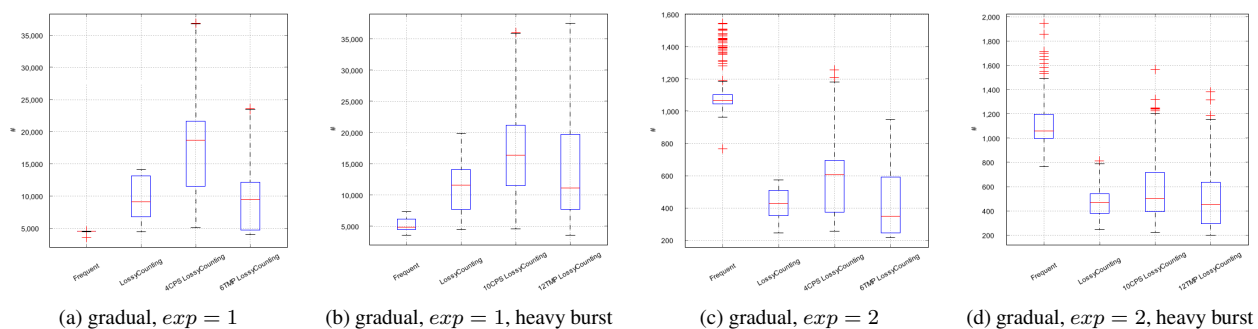 35,000
30,000
25,000
20,000
15,000
10,000
5,000
#
Frequent
LossyCounting
4CPS LossyCounting
6TMP LossyCounting
(a) gradual, exp = 1
35,000
30,000
25,000
20,000
15,000
10,000
5,000
#
Frequent
LossyCounting
10CPS LossyCounting
12TMP LossyCounting
(b) gradual, exp = 1, heavy burst
1,600
1,400
1,200
1,000
800
600
400
200
#
Frequent
LossyCounting
4CPS LossyCounting
6TMP LossyCounting
(c) gradual, exp = 2
2,000
1,800
1,600
1,400
1,200
1,000
800
600
400
200
#
Frequent
LossyCounting
10CPS LossyCounting
12TMP LossyCounting
(d) gradual, exp = 2, heavy burst